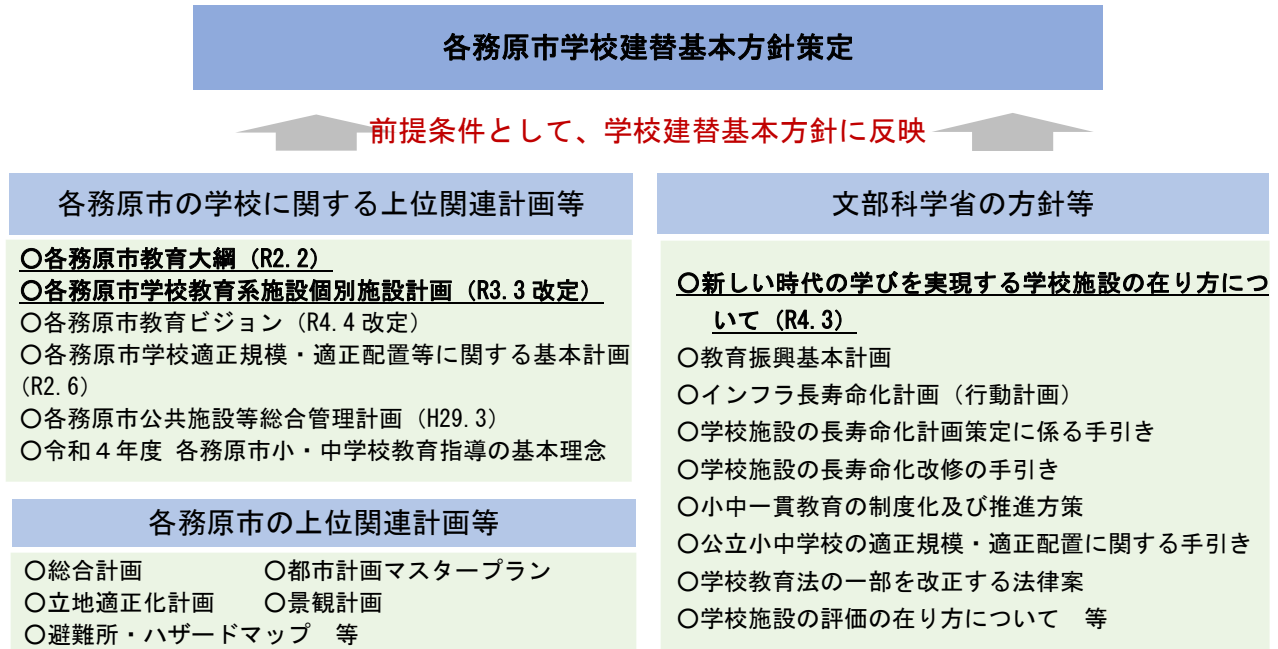 各務原市学校建替基本方針策定
前提条件として、学校建替基本方針に反映
各務原市の学校に関する上位関連計画等
〇各務原市教育大綱（R2.2）
〇各務原市学校教育系施設個別施設計画（R3.3 改定）
〇各務原市教育ビジョン（R4.4 改定）
〇各務原市学校適正規模・適正配置等に関する基本計画
(R2.6)
〇各務原市公共施設等総合管理計画（H29.3）
〇令和４年度 各務原市小・中学校教育指導の基本理念
各務原市の上位関連計画等
〇総合計画　　　　　〇都市計画マスタープラン
〇立地適正化計画　　〇景観計画
〇避難所・ハザードマップ　等
文部科学省の方針等
〇新しい時代の学びを実現する学校施設の在り方につ
いて（R4.3）
〇教育振興基本計画
〇インフラ長寿命化計画（行動計画）
〇学校施設の長寿命化計画策定に係る手引き
〇学校施設の長寿命化改修の手引き
〇小中一貫教育の制度化及び推進方策
〇公立小中学校の適正規模・適正配置に関する手引き
〇学校教育法の一部を改正する法律案
〇学校施設の評価の在り方について　等